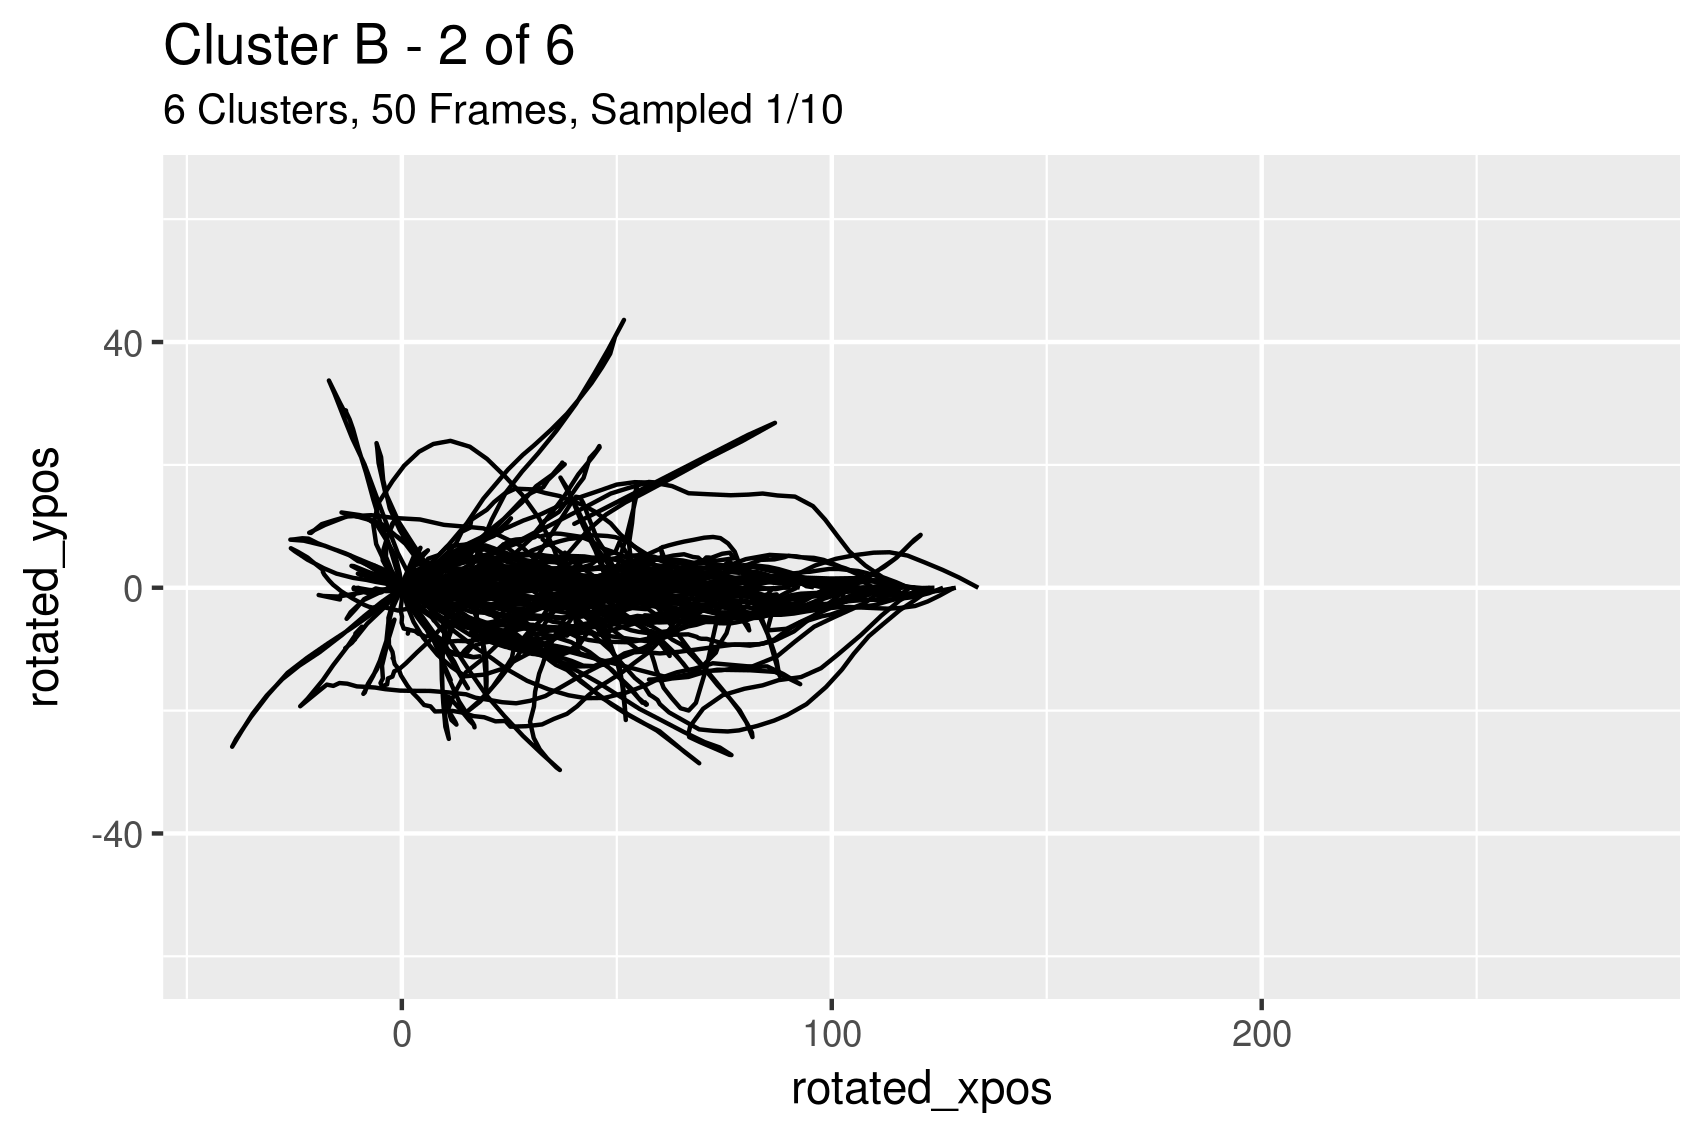 Cluster B - 2 of 6
6 Clusters, 50 Frames, Sampled 1/10
rotated_ypos
40
0
-40
0 100 200
rotated_xpos